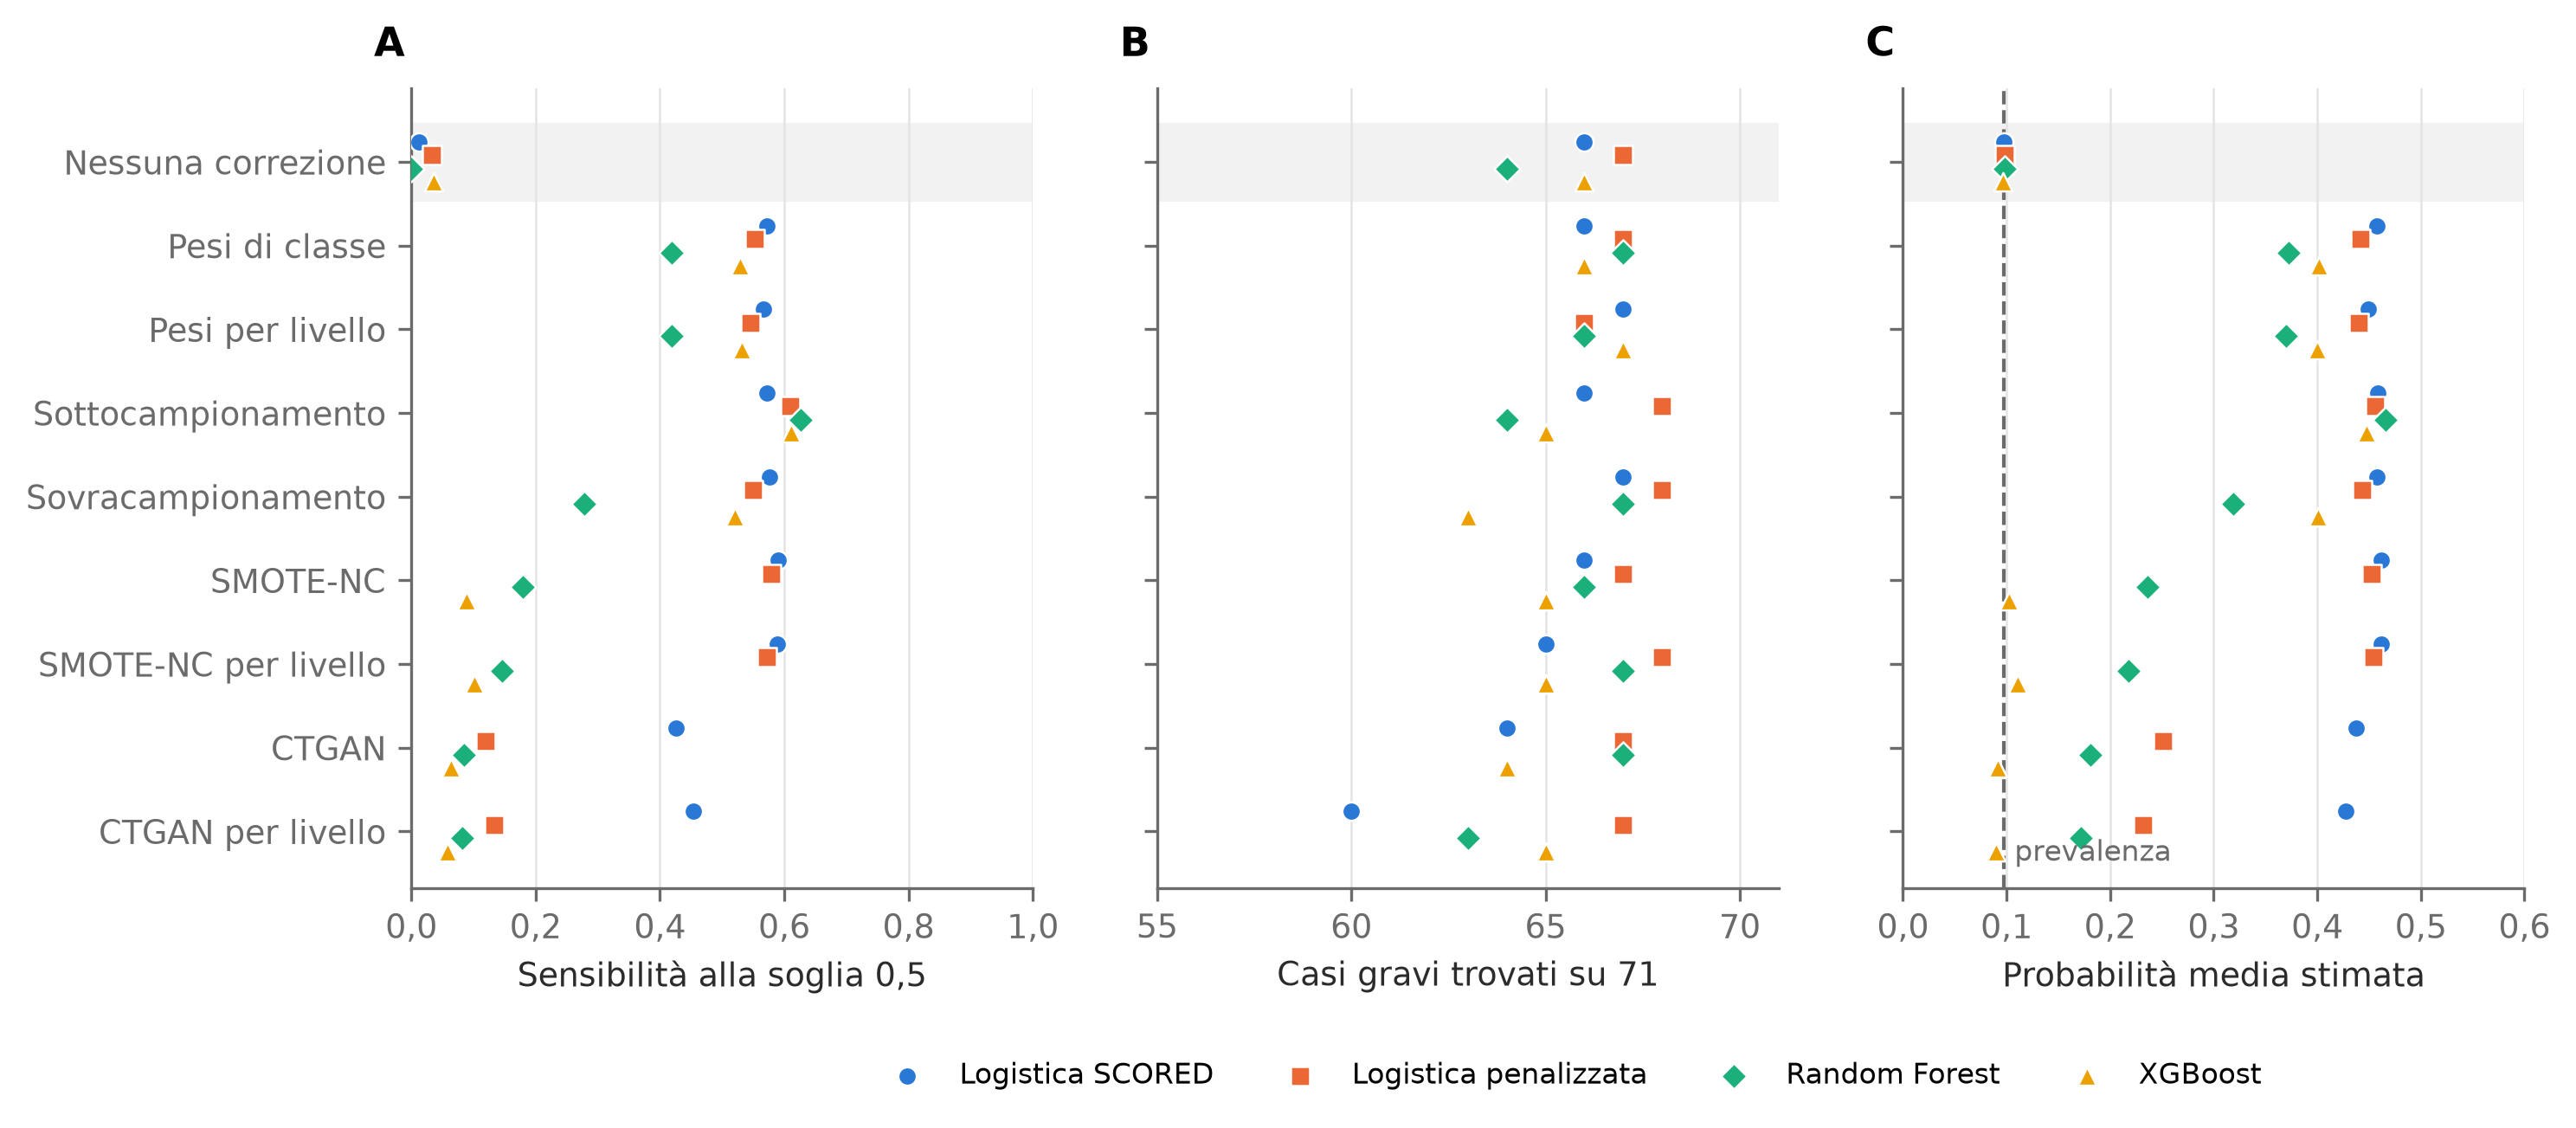 A B C
Nessuna correzione
Pesi di classe
Pesi per livello
Sottocampionamento
Sovracampionamento
SMOTE-NC
SMOTE-NC per livello
CTGAN
CTGAN per livello
prevalenza
0,0 0,2 0,4 0,6 0,8 1,0 55 60 65 70 0,0 0,1 0,2 0,3 0,4 0,5 0,6
Sensibilità alla soglia 0,5 Casi gravi trovati su 71 Probabilità media stimata
Logistica SCORED Logistica penalizzata Random Forest XGBoost